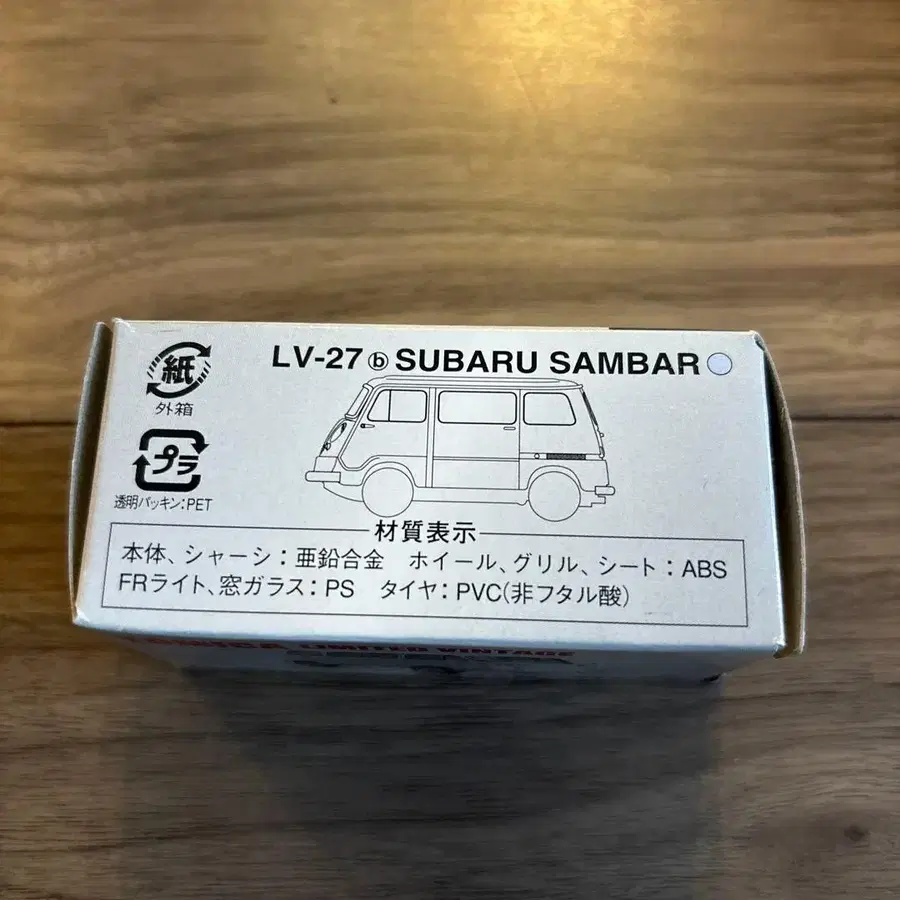 LV-27 ⓑ SUBARU SAMBAR
紙
外箱
プラ
透明パッキン:PET
材質表示
本体、シャーシ:亜鉛合金 ホイール、グリル、シート:ABS
FRライト、窓ガラス:PS タイヤ:PVC(非フタル酸)
LIMITED VINTAGE